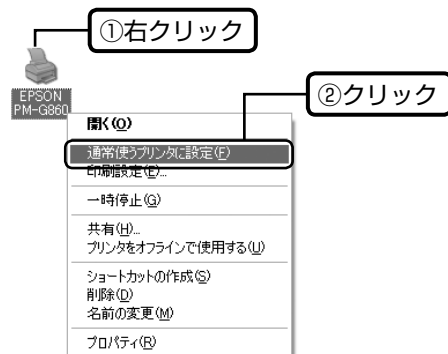 ①右クリック
EPSON
PM-G860
②クリック
開く(O)
通常使うプリンタに設定(F)
印刷設定(E)...
一時停止(G)
共有(H)...
プリンタをオフラインで使用する(U)
ショートカットの作成(S)
削除(D)
名前の変更(M)
プロパティ(R)